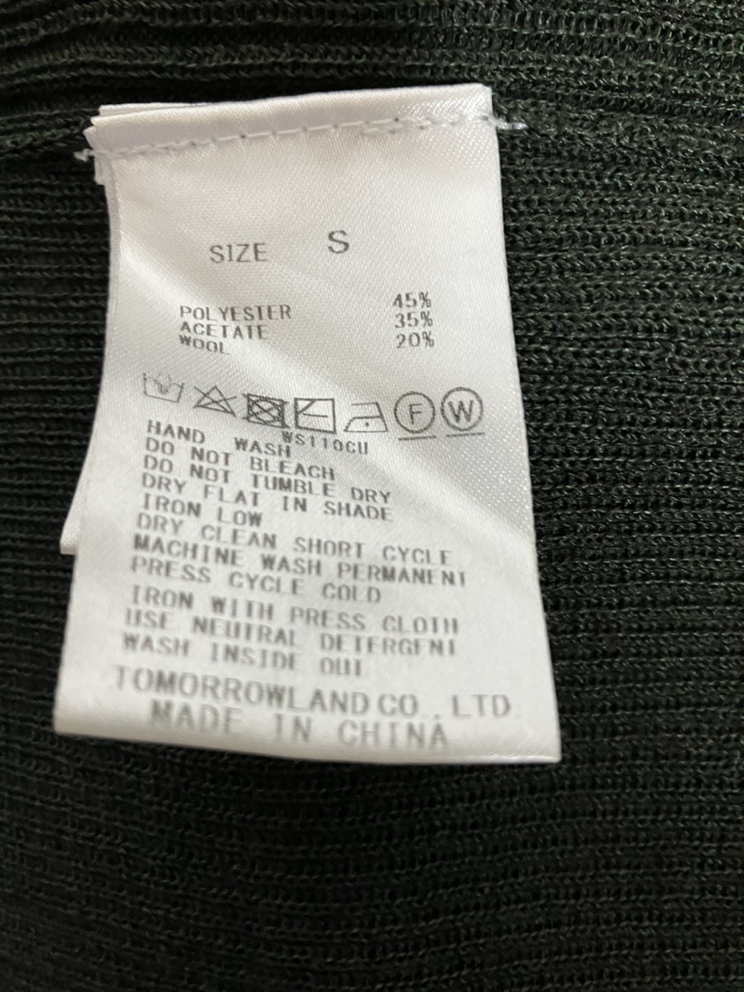 SIZE S
POLYESTER 45%
ACETATE 35%
WOOL 20%
F W
WS110CU
HAND WASH
DO NOT BLEACH
DO NOT TUMBLE DRY
DRY FLAT IN SHADE
IRON LOW
DRY CLEAN SHORT CYCLE
MACHINE WASH PERMANENT
PRESS CYCLE COLD
IRON WITH PRESS CLOTH
USE NEUTRAL DETERGENT
WASH INSIDE OUT
TOMORROWLAND CO., LTD
MADE IN CHINA